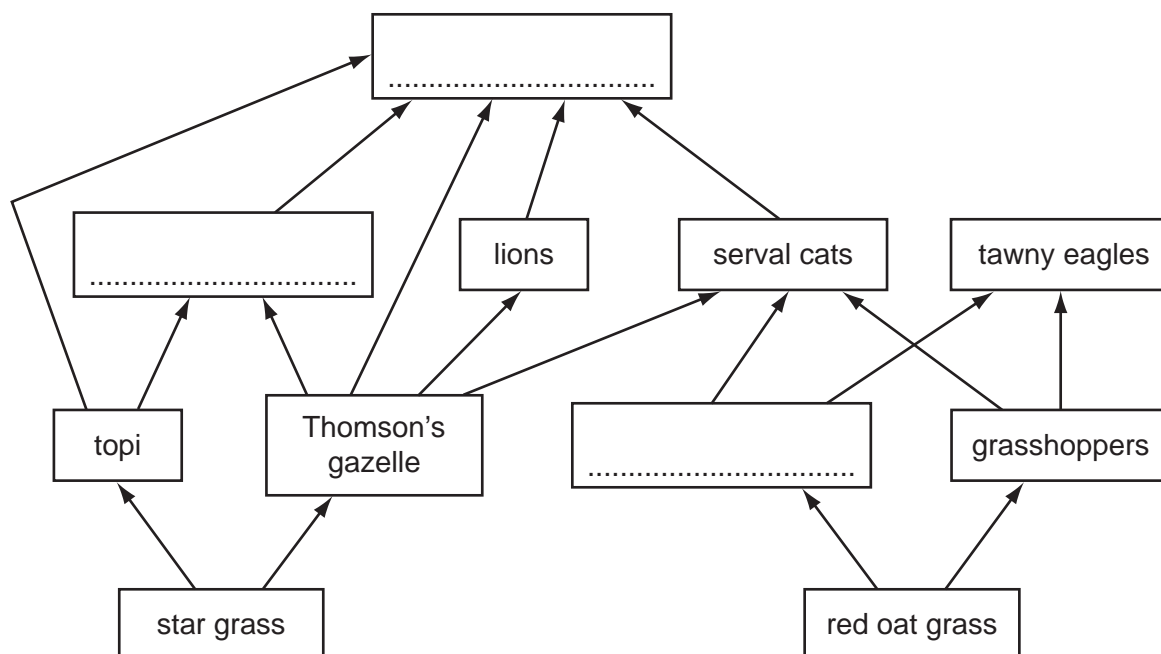 ..................................
..................................
lions
serval cats
tawny eagles
topi
Thomson's
gazelle
..................................
grasshoppers
star grass
red oat grass